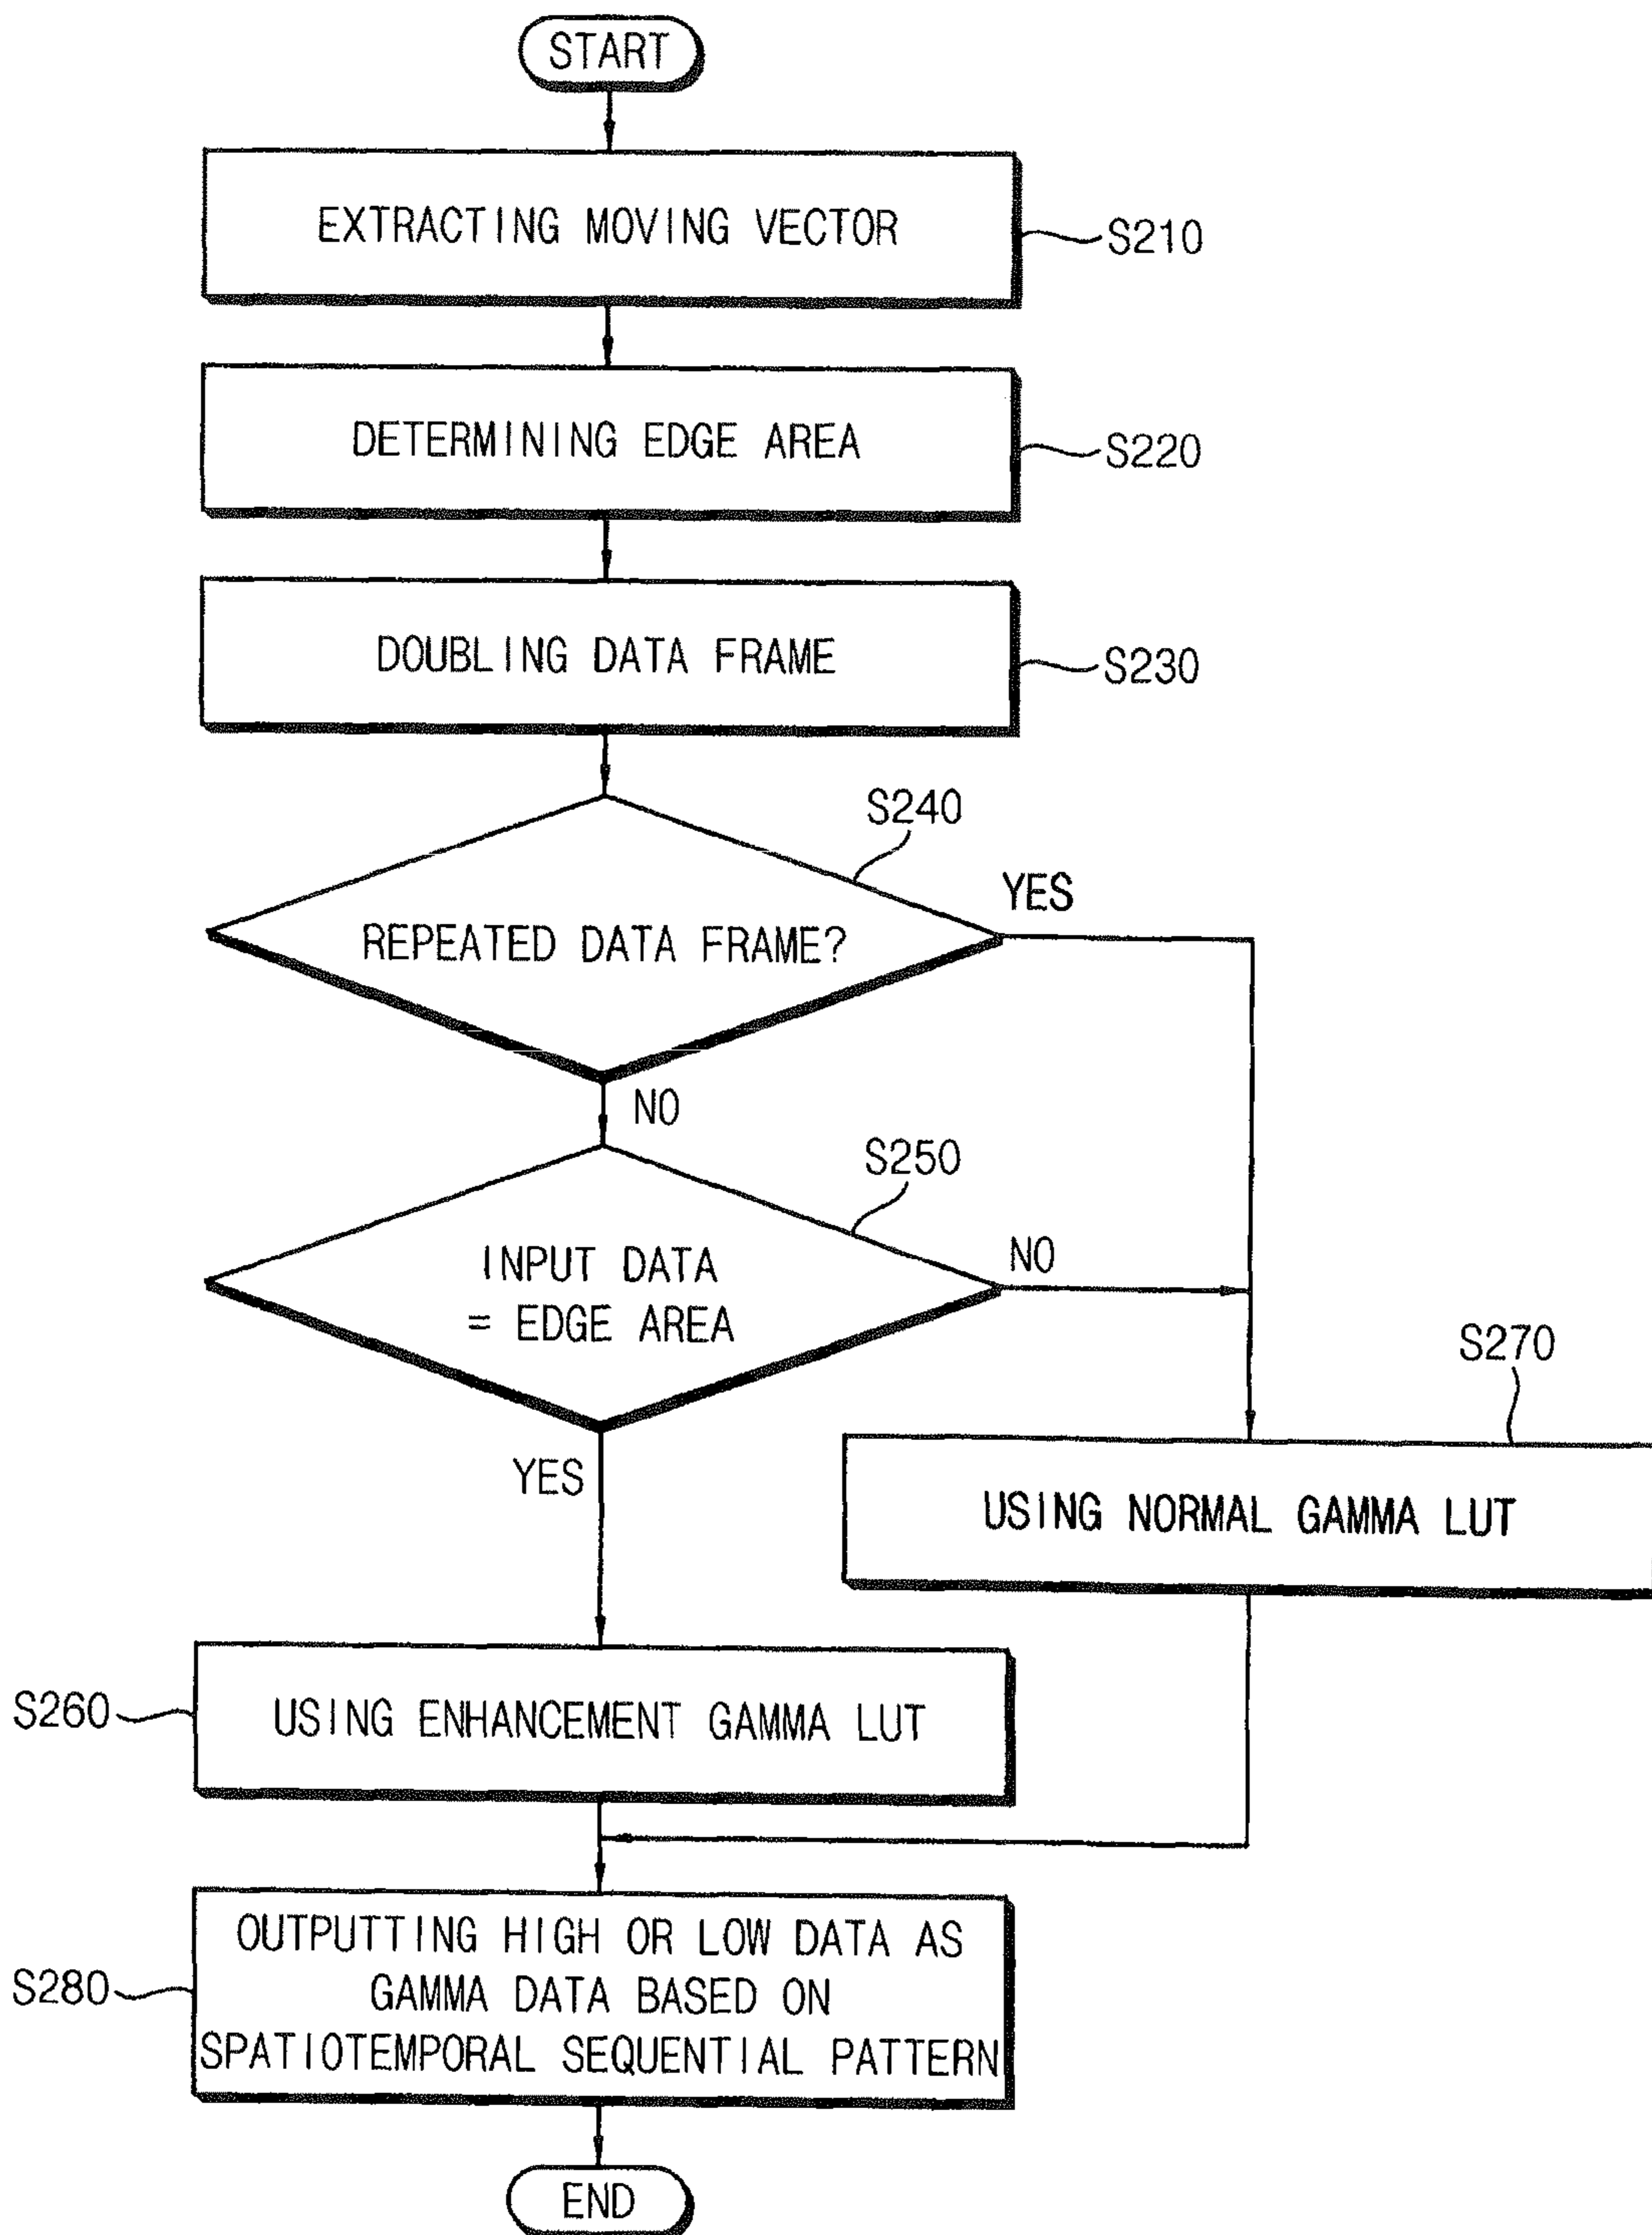 START
EXTRACTING MOVING VECTOR
S210
DETERMINING EDGE AREA
S220
DOUBLING DATA FRAME
S230
S240
REPEATED DATA FRAME?
YES
NO
S250
INPUT DATA
= EDGE AREA
NO
YES
S270
USING NORMAL GAMMA LUT
S260
USING ENHANCEMENT GAMMA LUT
S280
OUTPUTTING HIGH OR LOW DATA AS
GAMMA DATA BASED ON
SPATIOTEMPORAL SEQUENTIAL PATTERN
END